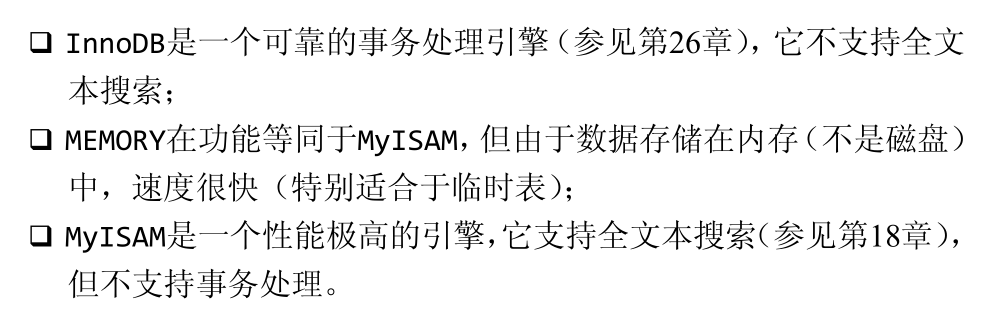 ❑ InnoDB是一个可靠的事务处理引擎（参见第26章），它不支持全文
本搜索；
❑ MEMORY在功能等同于MyISAM，但由于数据存储在内存（不是磁盘）
中，速度很快（特别适合于临时表）；
❑ MyISAM是一个性能极高的引擎，它支持全文本搜索（参见第18章），
但不支持事务处理。